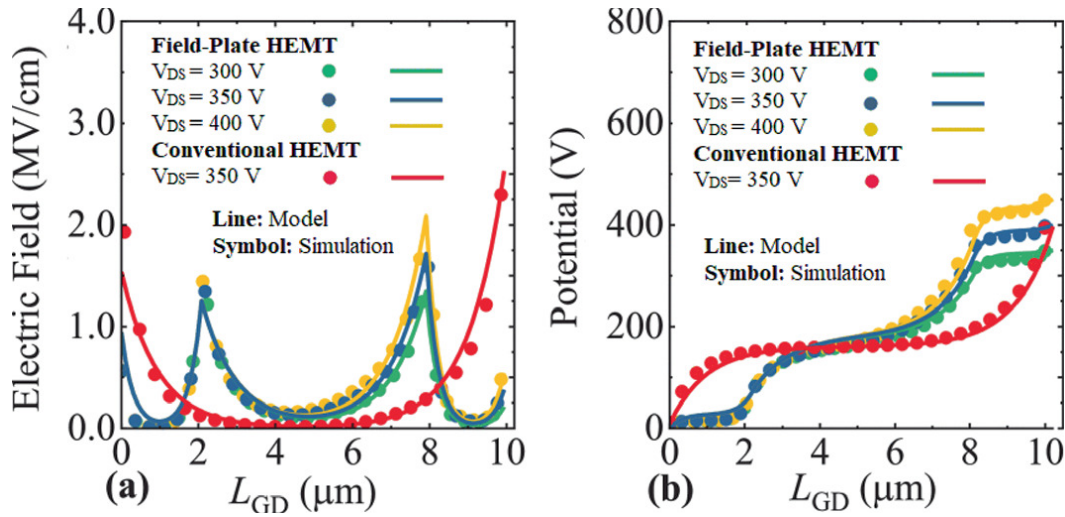 Electric Field (MV/cm)
4.0
3.0
2.0
1.0
0.0
Field-Plate HEMT
VDS = 300 V
VDS = 350 V
VDS = 400 V
Conventional HEMT
VDS = 350 V
Line: Model
Symbol: Simulation
0 2 4 6 8 10
(a) LGD (μm)
Potential (V)
800
600
400
200
0
Field-Plate HEMT
VDS = 300 V
VDS = 350 V
VDS = 400 V
Conventional HEMT
VDS= 350 V
Line: Model
Symbol: Simulation
0 2 4 6 8 10
(b) LGD (μm)